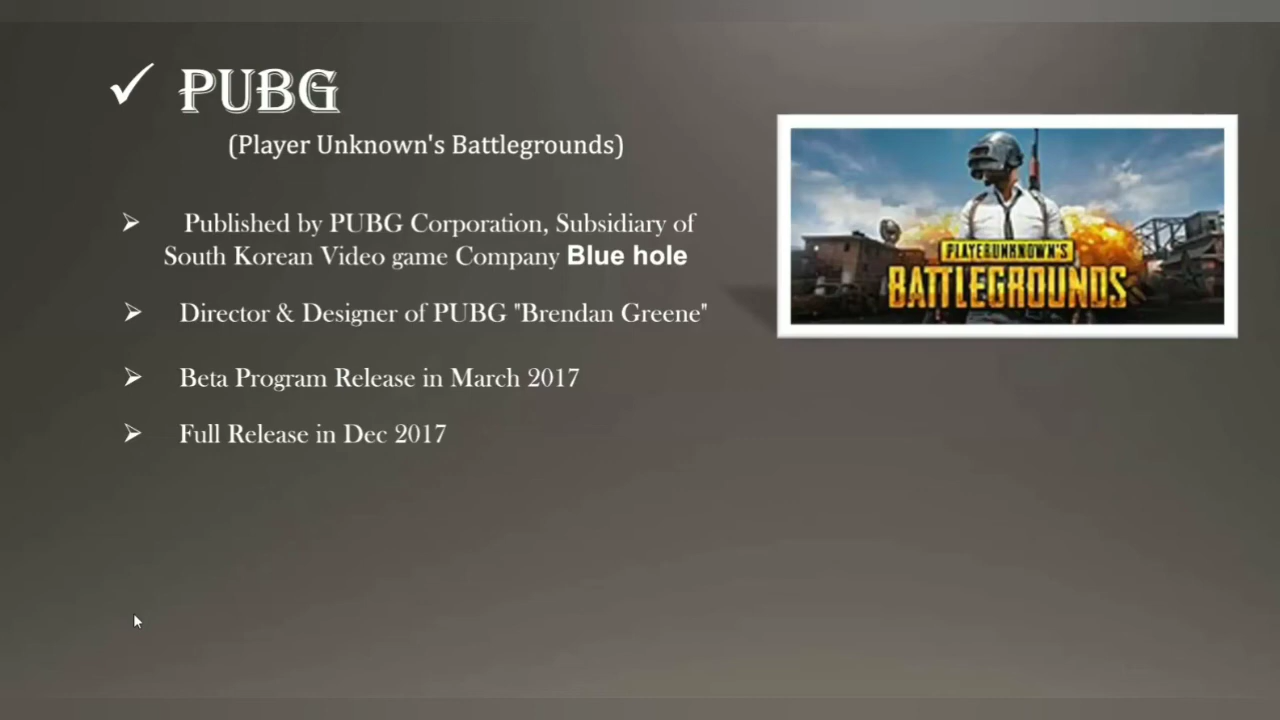 PUBG
(Player Unknown's Battlegrounds)
Published by PUBG Corporation, Subsidiary of
South Korean Video game Company Blue hole
Director & Designer of PUBG "Brendan Greene"
Beta Program Release in March 2017
Full Release in Dec 2017
PLAYERUNKNOWN'S
BATTLEGROUNDS